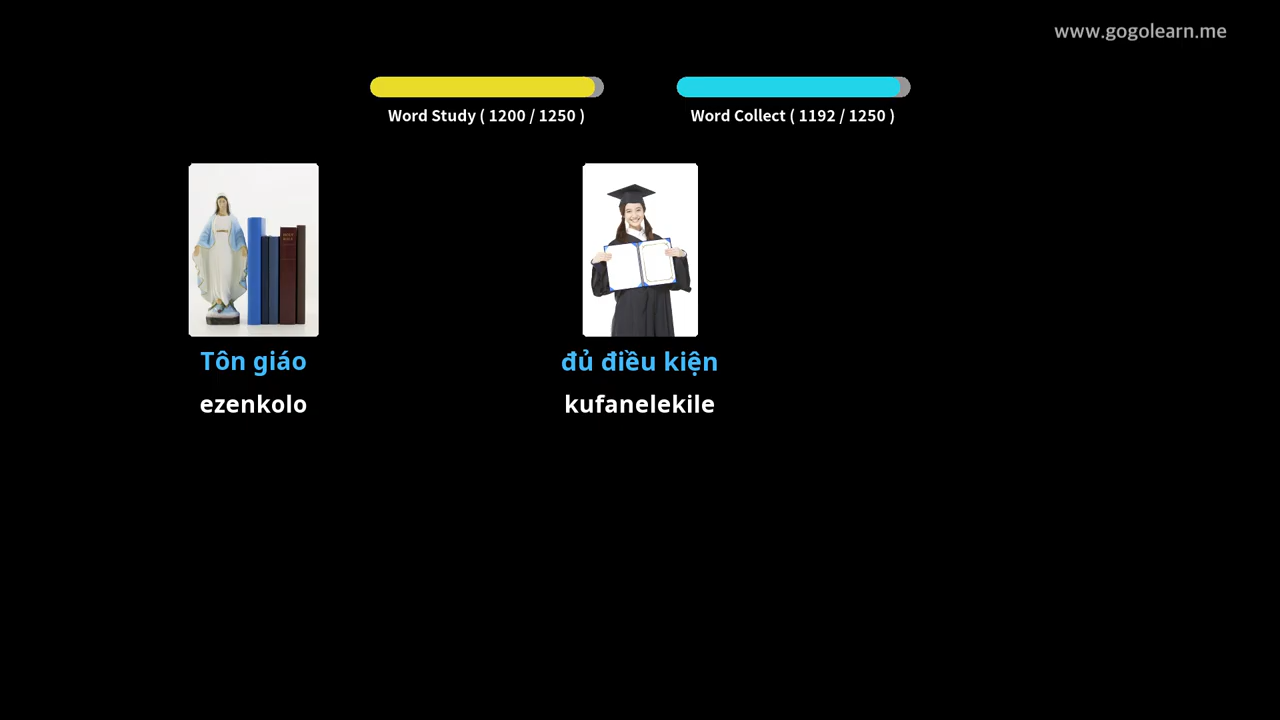 www.gogolearn.me
Word Study ( 1200 / 1250 )
Word Collect ( 1192 / 1250 )
Tôn giáo
đủ điều kiện
ezenkolo
kufanelekile